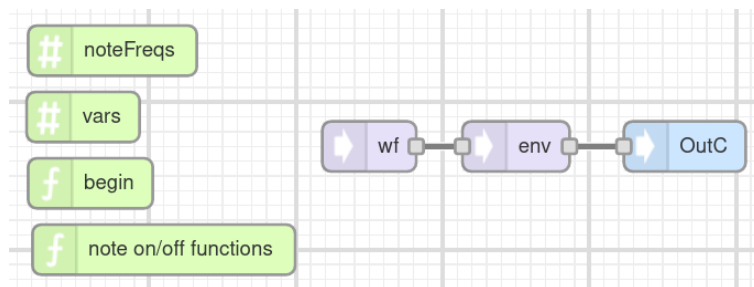 noteFreqs
vars
begin
note on/off functions
wf
env
OutC